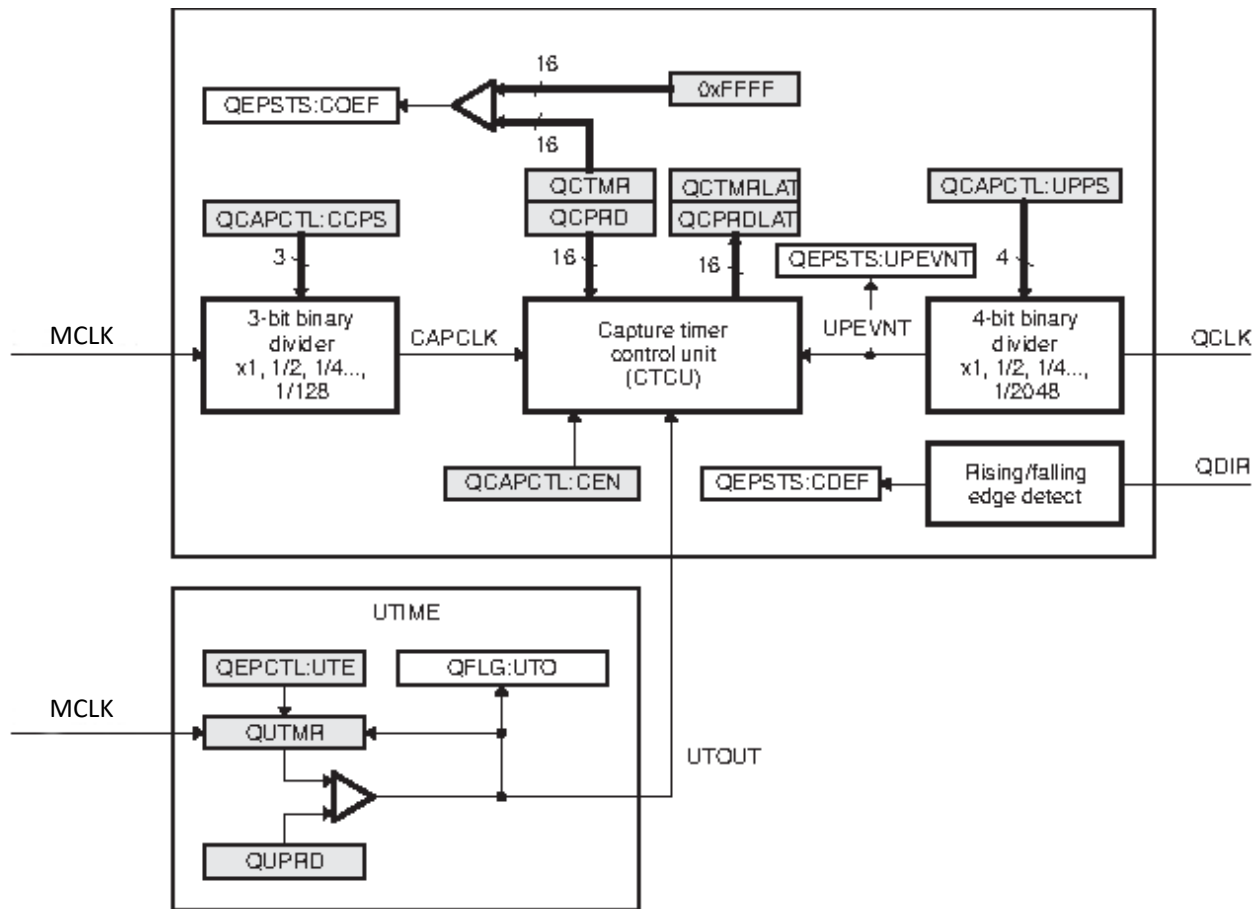 16
0xFFFF
QEPSTS:COEF
16
QCTMR
QCTMRLAT
QCAPCTL:UPPS
QCAPCTL:CCPS
QCPRD
QCPRDLAT
3
16
16
QEPSTS:UPEVNT
4
MCLK
3-bit binary
divider
x1, 1/2, 1/4...,
1/128
CAPCLK
Capture timer
control unit
(CTCU)
UPEVNT
4-bit binary
divider
x1, 1/2, 1/4...,
1/2048
QCLK
QCAPCTL:CEN
QEPSTS:CDEF
Rising/falling
edge detect
QDIR
UTIME
QEPCTL:UTE
QFLG:UTO
MCLK
QUTMR
UTOUT
QUPRD